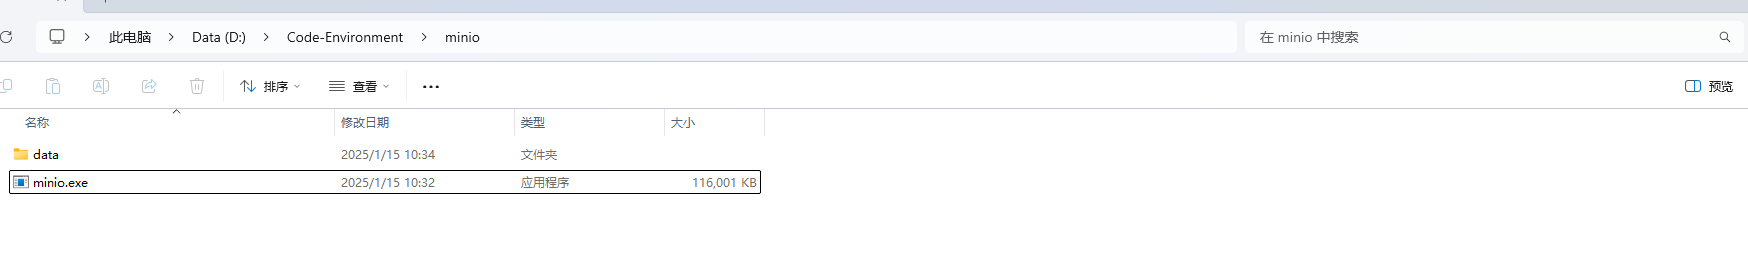 此电脑 Data (D:) Code-Environment minio 在 minio 中搜索
排序 查看 ... 预览
名称 修改日期 类型 大小
data 2025/1/15 10:34 文件夹
minio.exe 2025/1/15 10:32 应用程序 116,001 KB